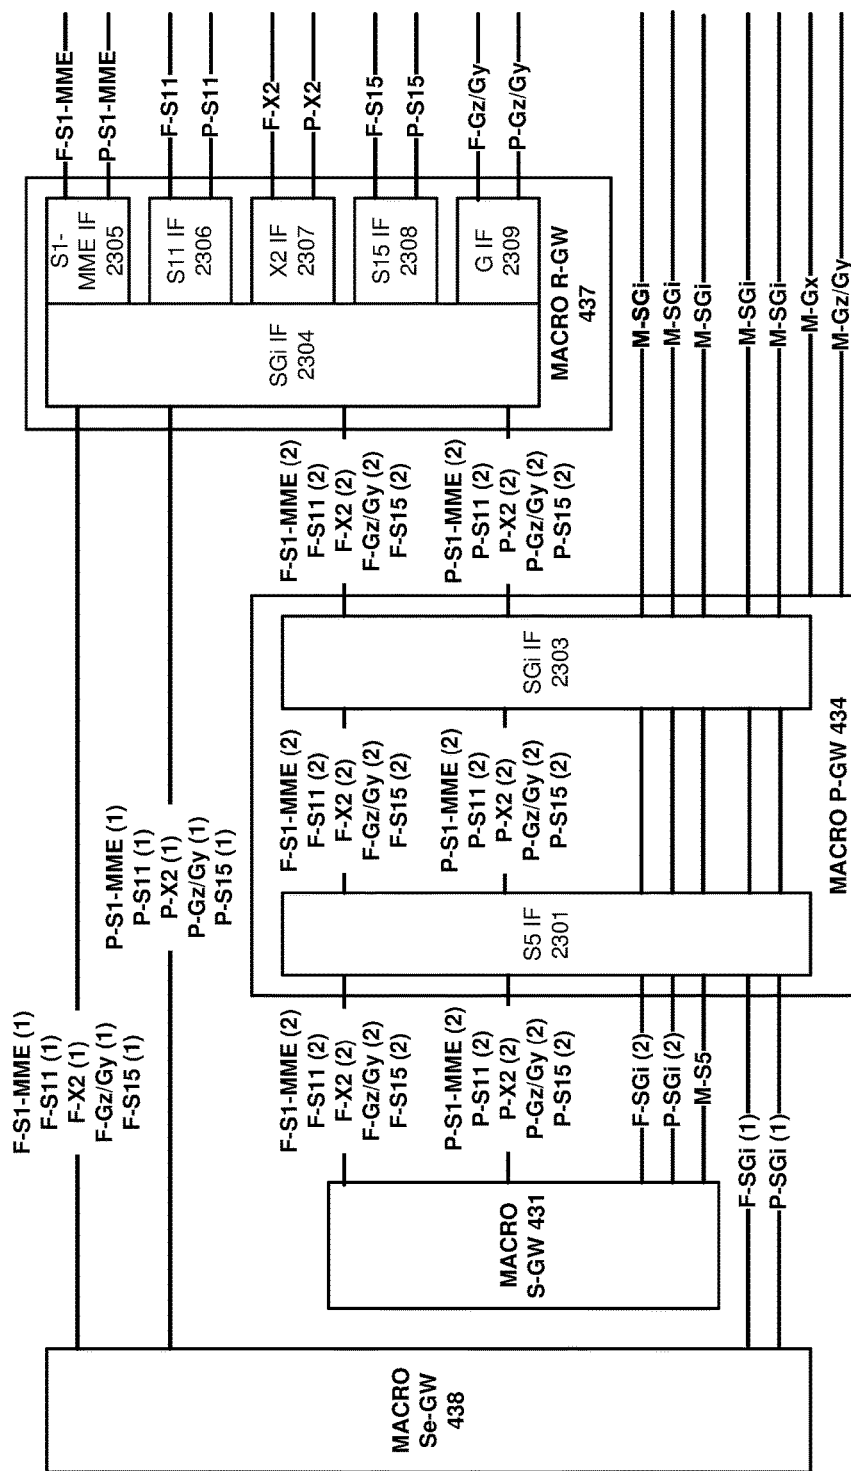 F-S1-MME
P-S1-MME
F-S11
P-S11
F-X2
P-X2
F-S15
P-S15
F-Gz/Gy
P-Gz/Gy
S1-
MME IF
2305
S11 IF
2306
X2 IF
2307
S15 IF
2308
G IF
2309
SGi IF
2304
MACRO R-GW
437
M-SGi
M-SGi
M-SGi
M-SGi
M-SGi
M-Gx
M-Gz/Gy
F-S1-MME (2)
F-S11 (2)
F-X2 (2)
F-Gz/Gy (2)
F-S15 (2)
P-S1-MME (2)
P-S11 (2)
P-X2 (2)
P-Gz/Gy (2)
P-S15 (2)
SGi IF
2303
F-S1-MME (2)
F-S11 (2)
F-X2 (2)
F-Gz/Gy (2)
F-S15 (2)
P-S1-MME (2)
P-S11 (2)
P-X2 (2)
P-Gz/Gy (2)
P-S15 (2)
S5 IF
2301
MACRO P-GW 434
P-S1-MME (1)
P-S11 (1)
P-X2 (1)
P-Gz/Gy (1)
P-S15 (1)
F-S1-MME (1)
F-S11 (1)
F-X2 (1)
F-Gz/Gy (1)
F-S15 (1)
F-S1-MME (2)
F-S11 (2)
F-X2 (2)
F-Gz/Gy (2)
F-S15 (2)
P-S1-MME (2)
P-S11 (2)
P-X2 (2)
P-Gz/Gy (2)
P-S15 (2)
F-SGi (2)
P-SGi (2)
M-S5
F-SGi (1)
P-SGi (1)
MACRO
S-GW 431
MACRO
Se-GW
438